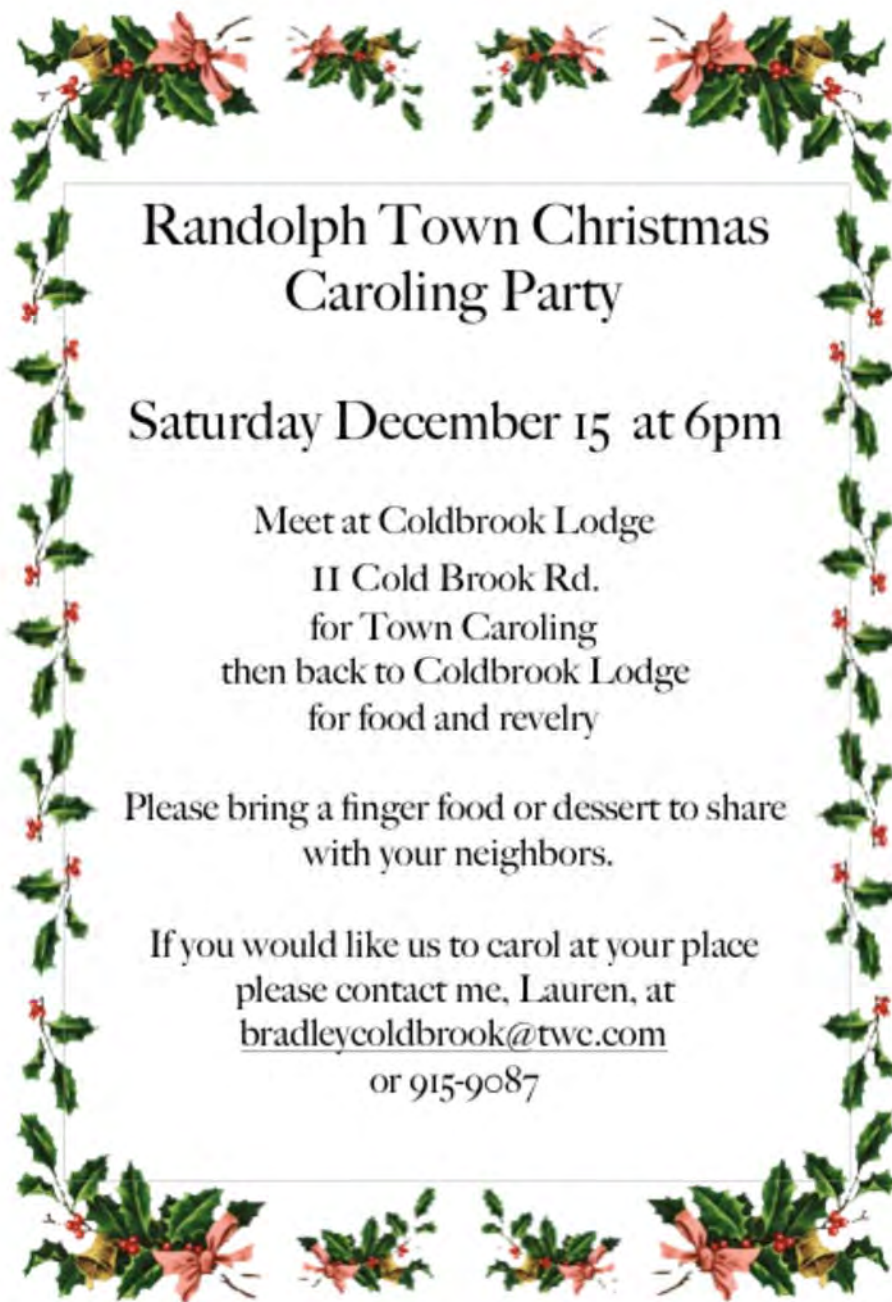 Randolph Town Christmas
Caroling Party
Saturday December 15 at 6pm
Meet at Coldbrook Lodge
11 Cold Brook Rd.
for Town Caroling
then back to Coldbrook Lodge
for food and revelry
Please bring a finger food or dessert to share
with your neighbors.
If you would like us to carol at your place
please contact me, Lauren, at
bradleycoldbrook@twc.com
or 915-9087